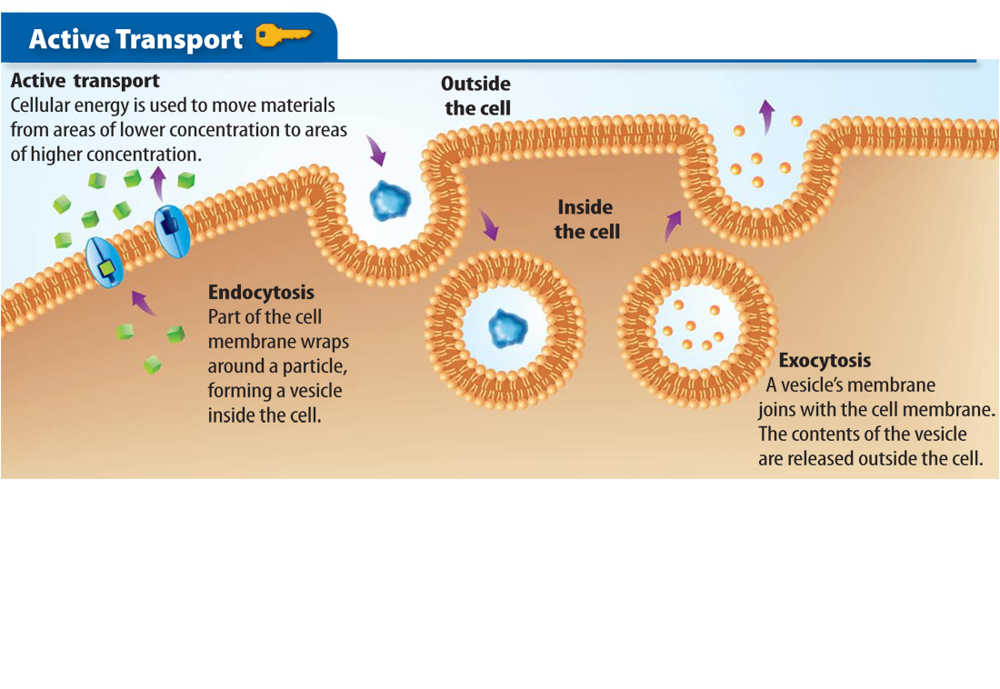 Active Transport
Active transport
Cellular energy is used to move materials
from areas of lower concentration to areas
of higher concentration.
Outside
the cell
Inside
the cell
Endocytosis
Part of the cell
membrane wraps
around a particle,
forming a vesicle
inside the cell.
Exocytosis
A vesicle's membrane
joins with the cell membrane.
The contents of the vesicle
are released outside the cell.